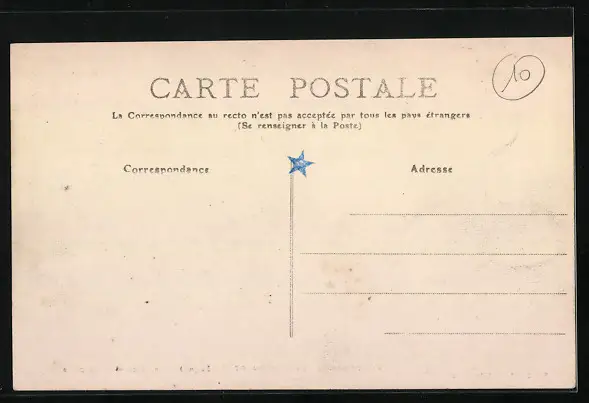 CARTE POSTALE
10
La Correspondance au recto n'est pas acceptée par tous les pays étrangers
(Se renseigner à la Poste)
Correspondance
Adresse